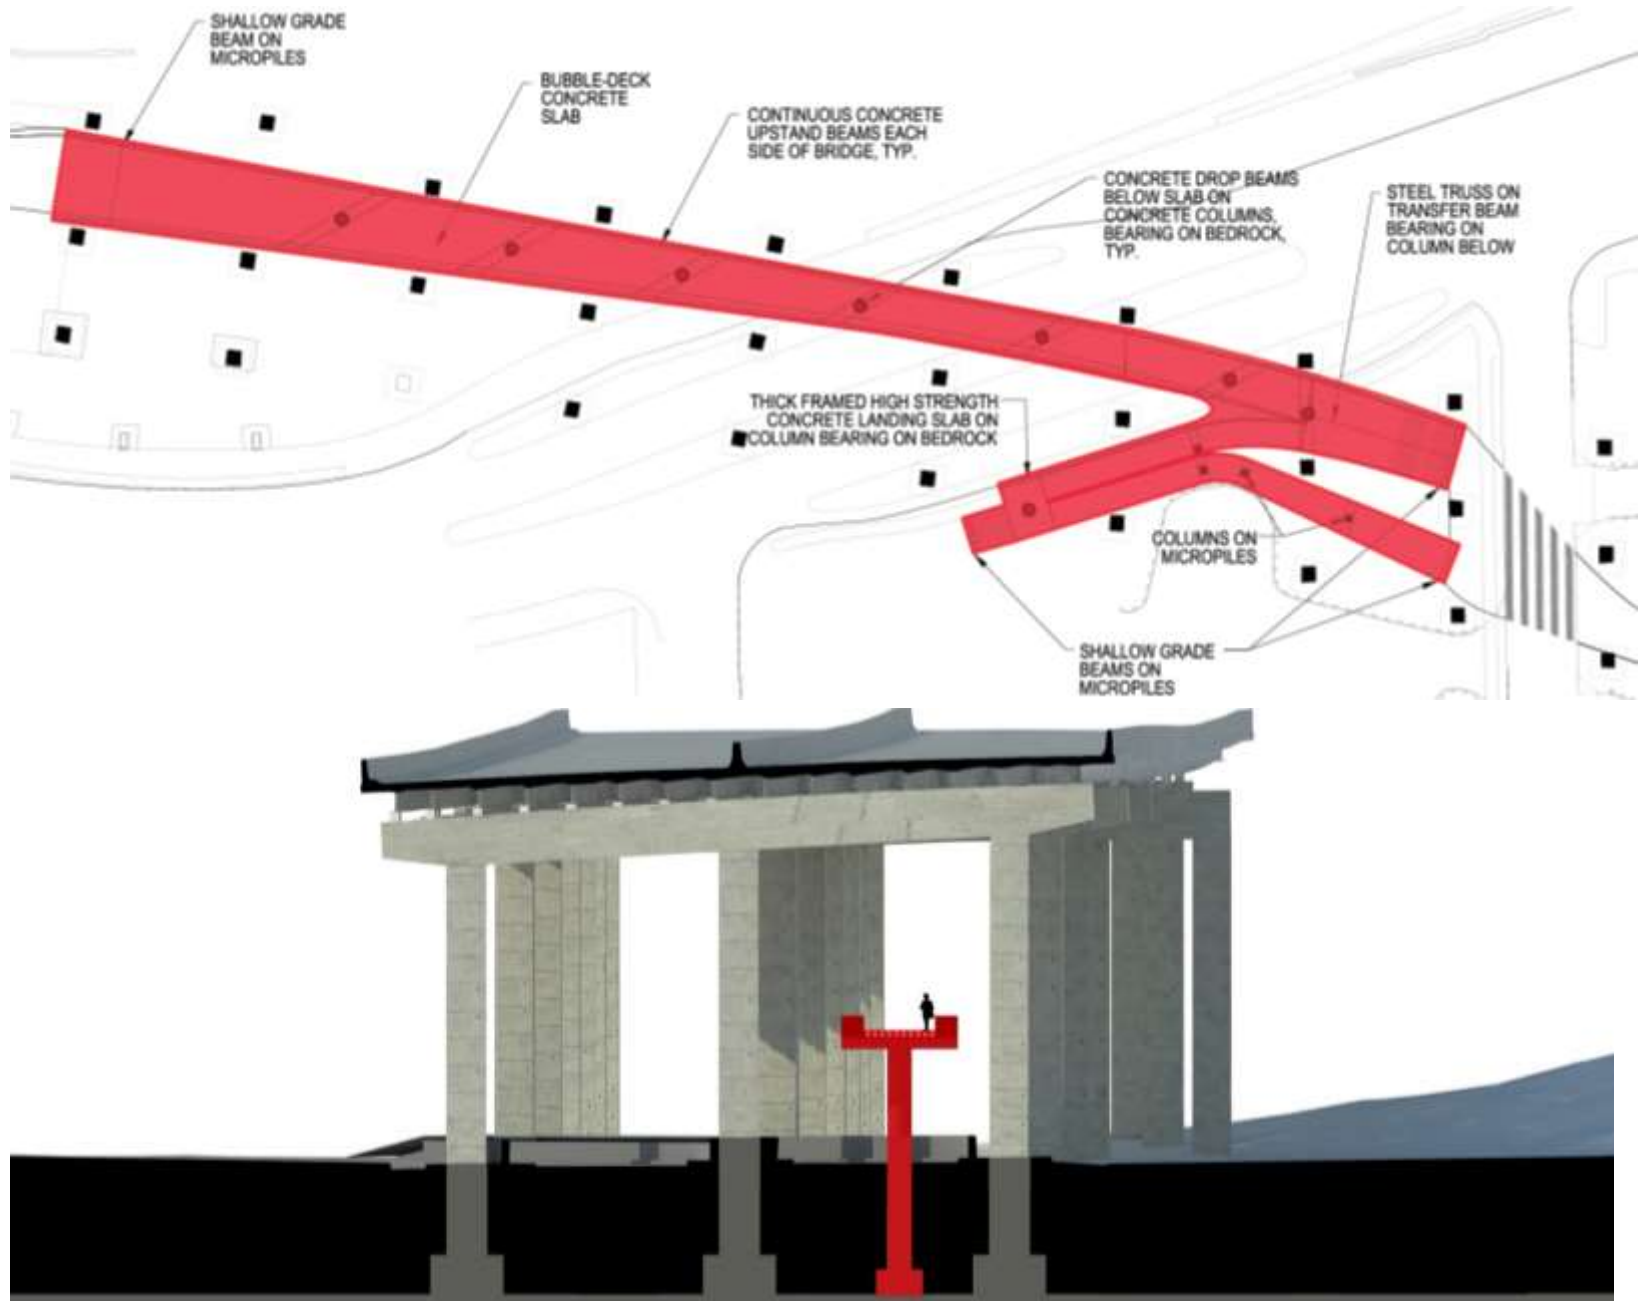 SHALLOW GRADE
BEAM ON
MICROPILES
BUBBLE-DECK
CONCRETE
SLAB
CONTINUOUS CONCRETE
UPSTAND BEAMS EACH
SIDE OF BRIDGE, TYP.
CONCRETE DROP BEAMS
BELOW SLAB ON
CONCRETE COLUMNS,
BEARING ON BEDROCK,
TYP.
STEEL TRUSS ON
TRANSFER BEAM
BEARING ON
COLUMN BELOW
THICK FRAMED HIGH STRENGTH
CONCRETE LANDING SLAB ON
COLUMN BEARING ON BEDROCK
COLUMNS ON
MICROPILES
SHALLOW GRADE
BEAMS ON
MICROPILES